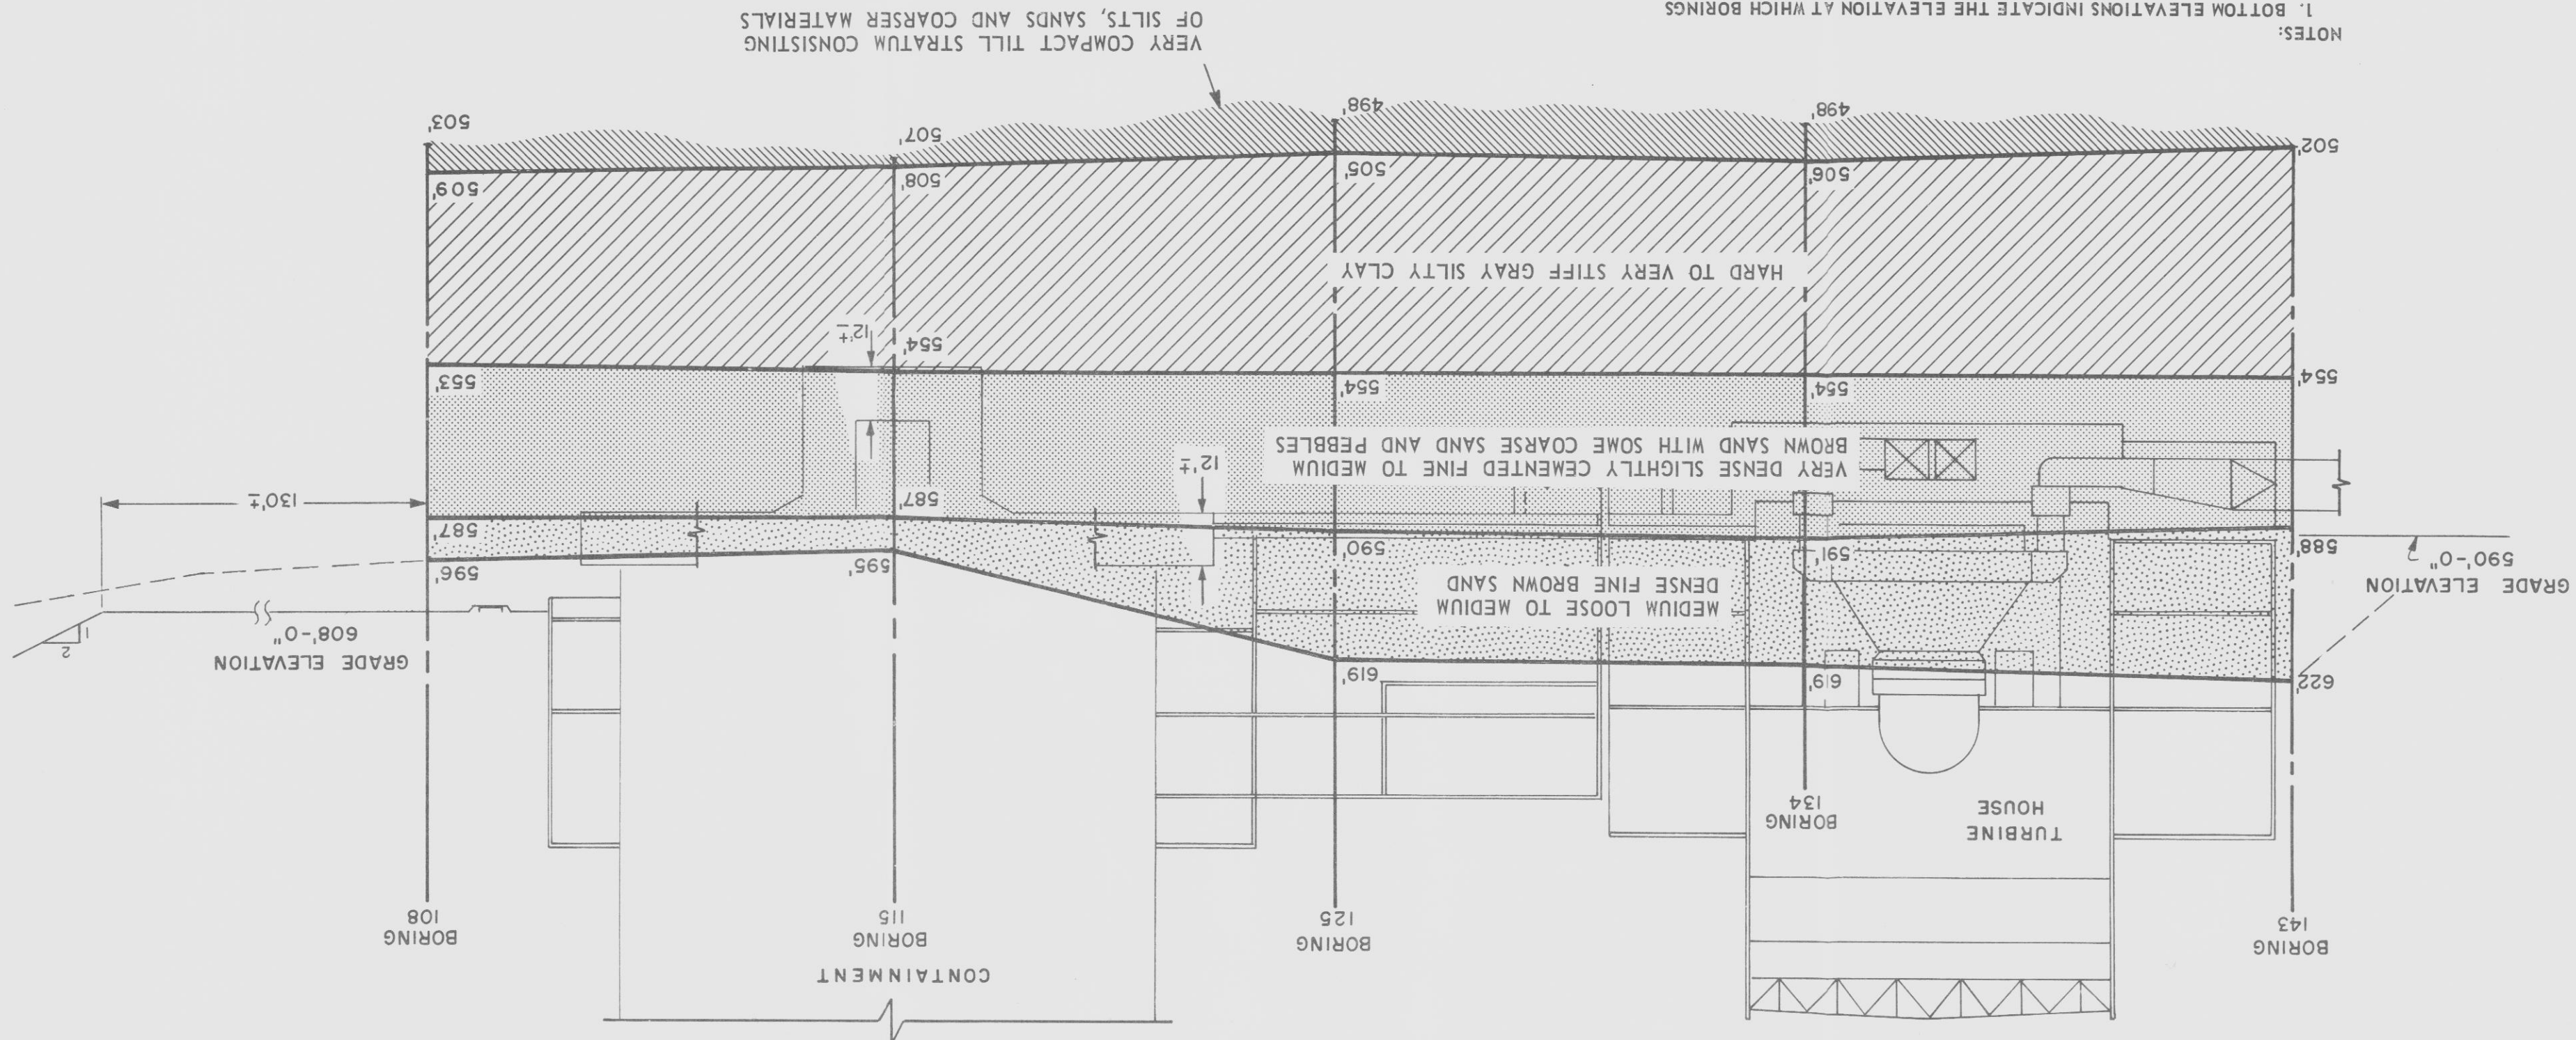 CONTAINMENT
BORING
143
BORING
125
BORING
115
BORING
108
TURBINE
HOUSE
BORING
134
622'
619'
619'
GRADE ELEVATION
608'-0"
2
1
GRADE ELEVATION
590'-0"
MEDIUM LOOSE TO MEDIUM
DENSE FINE BROWN SAND
595'
596'
588'
591'
590'
587'
587'
130'±
12'±
VERY DENSE SLIGHTLY CEMENTED FINE TO MEDIUM
BROWN SAND WITH SOME COARSE SAND AND PEBBLES
554'
554'
554'
554'
553'
12'±
HARD TO VERY STIFF GRAY SILTY CLAY
506'
505'
508'
509'
502'
498'
498'
507'
503'
VERY COMPACT TILL STRATUM CONSISTING
OF SILTS, SANDS AND COARSER MATERIALS
NOTES:
1. BOTTOM ELEVATIONS INDICATE THE ELEVATION AT WHICH BORINGS